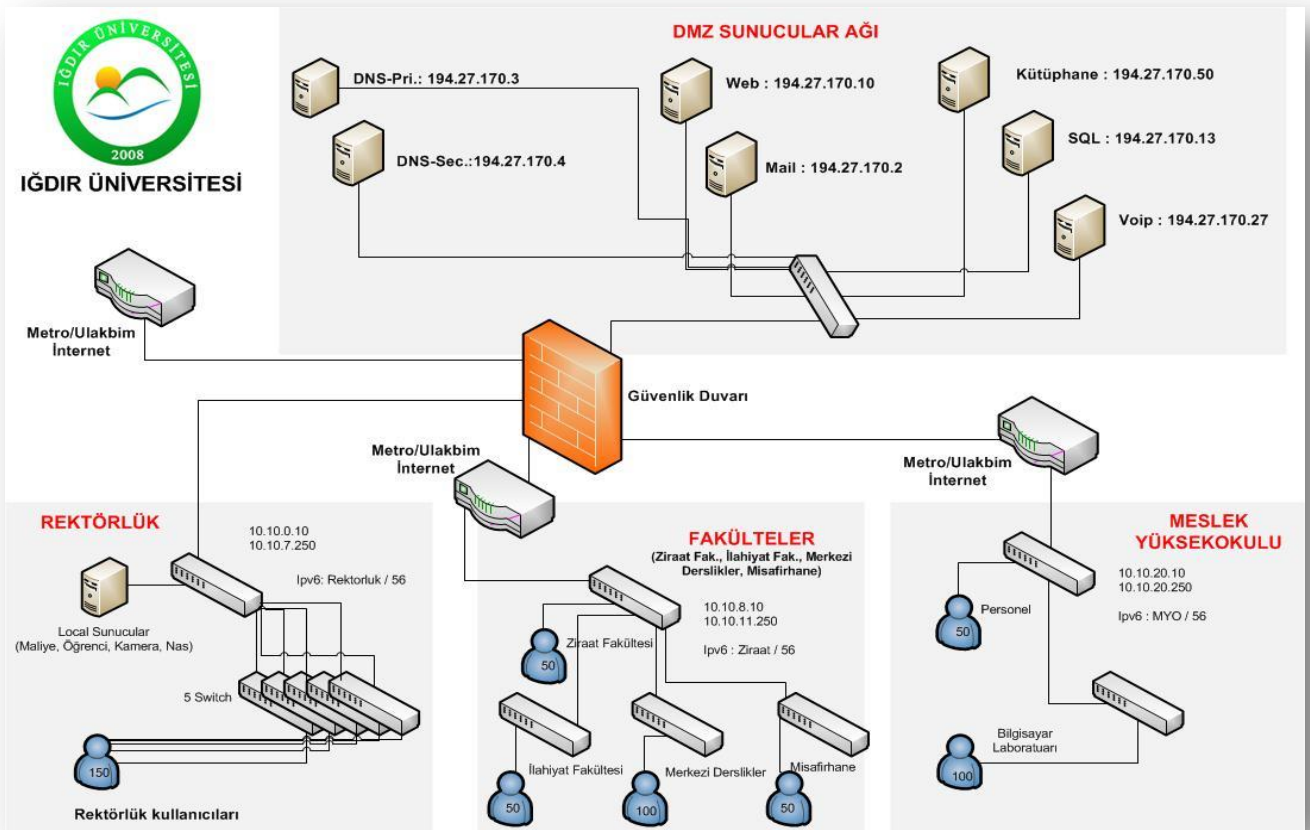 IĞDIR ÜNİVERSİTESİ
2008
IĞDIR ÜNİVERSİTESİ
DMZ SUNUCULAR AĞI
DNS-Pri.: 194.27.170.3
DNS-Sec.:194.27.170.4
Web : 194.27.170.10
Mail : 194.27.170.2
Kütüphane : 194.27.170.50
SQL : 194.27.170.13
Voip : 194.27.170.27
Metro/Ulakbim
İnternet
Güvenlik Duvarı
Metro/Ulakbim
İnternet
Metro/Ulakbim
İnternet
REKTÖRLÜK
10.10.0.10
10.10.7.250
Ipv6: Rektorluk / 56
Local Sunucular
(Maliye, Öğrenci, Kamera, Nas)
5 Switch
150
Rektörlük kullanıcıları
FAKÜLTELER
(Ziraat Fak., İlahiyat Fak., Merkezi
Derslikler, Misafirhane)
10.10.8.10
10.10.11.250
Ipv6 : Ziraat / 56
Ziraat Fakültesi
50
İlahiyat Fakültesi
50
Merkezi Derslikler
100
Misafirhane
50
MESLEK
YÜKSEKOKULU
10.10.20.10
10.10.20.250
Ipv6 : MYO / 56
Personel
50
Bilgisayar
Laboratuarı
100